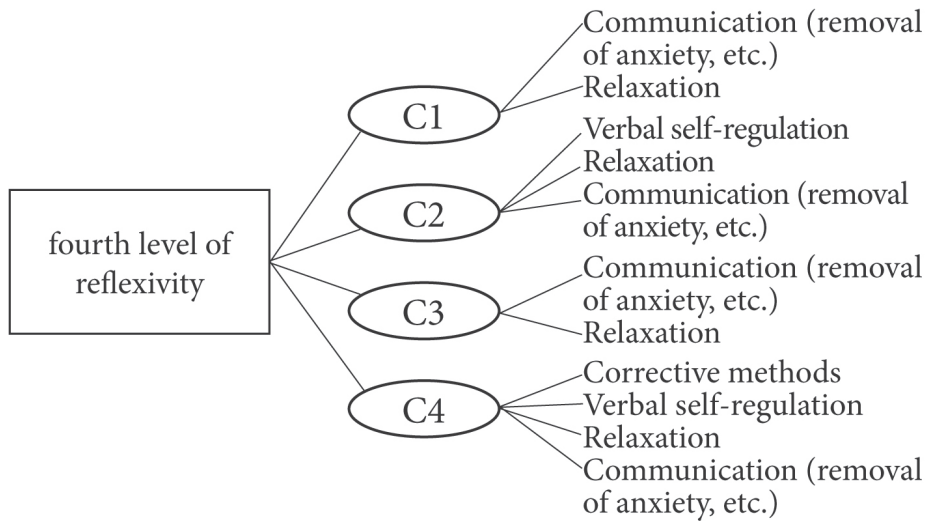 fourth level of
reflexivity
C1
Communication (removal
of anxiety, etc.)
Relaxation
C2
Verbal self-regulation
Relaxation
Communication (removal
of anxiety, etc.)
C3
Communication (removal
of anxiety, etc.)
Relaxation
C4
Corrective methods
Verbal self-regulation
Relaxation
Communication (removal
of anxiety, etc.)